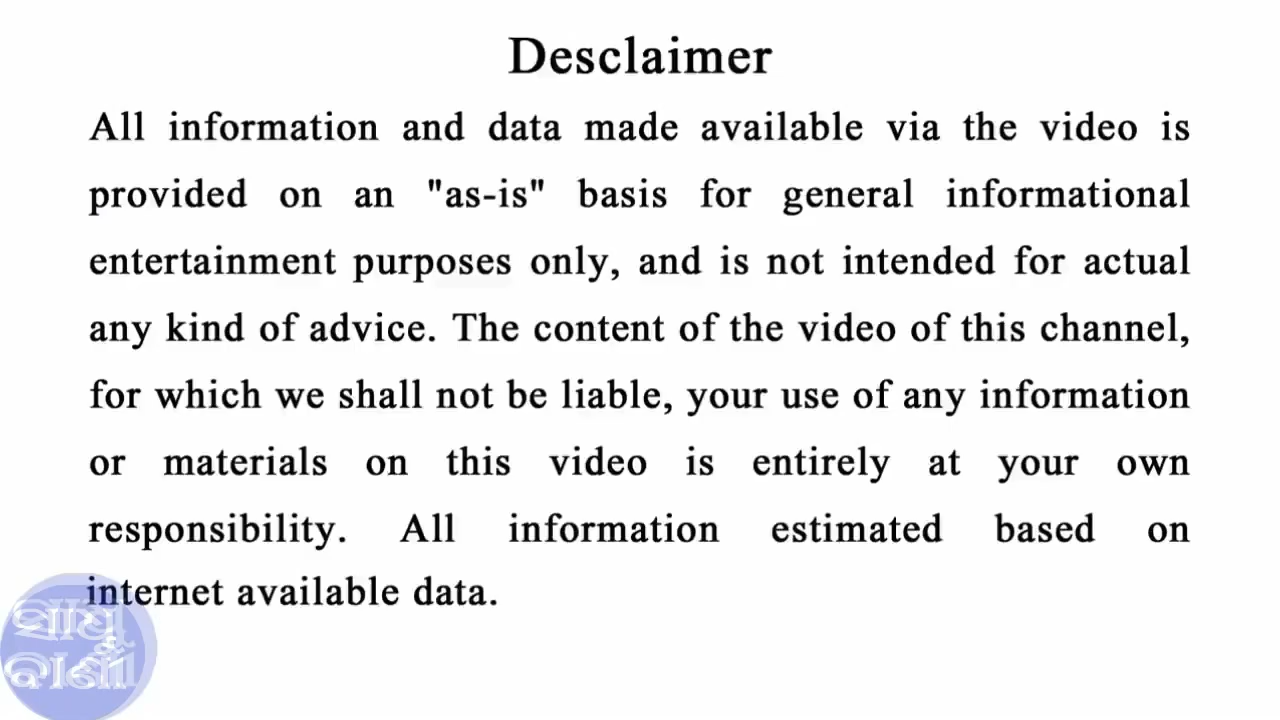 Desclaimer
All information and data made available via the video is
provided on an "as-is" basis for general informational
entertainment purposes only, and is not intended for actual
any kind of advice. The content of the video of this channel,
for which we shall not be liable, your use of any information
or materials on this video is entirely at your own
responsibility. All information estimated based on
internet available data.
ସାଧୁ
ବାଣୀ